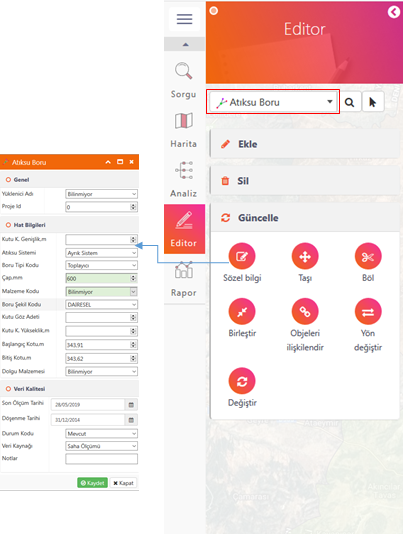 Atıksu Boru
Genel
Yüklenici Adı Bilinmiyor
Proje Id 0
Hat Bilgileri
Kutu K. Genişlik,m
Atıksu Sistemi Ayrık Sistem
Boru Tipi Kodu Toplayıcı
Çap,mm 600
Malzeme Kodu Bilinmiyor
Boru Şekil Kodu DAİRESEL
Kutu Göz Adeti
Kutu K. Yükseklik,m
Başlangıç Kotu,m 343,91
Bitiş Kotu,m 343,62
Dolgu Malzemesi Bilinmiyor
Veri Kalitesi
Son Ölçüm Tarihi 28/05/2019
Döşenme Tarihi 31/12/2014
Durum Kodu Mevcut
Veri Kaynağı Saha Ölçümü
Notlar
Kaydet Kapat
Sorgu
Harita
Analiz
Editor
Rapor
Editor
Atıksu Boru
Ekle
Sil
Güncelle
Sözel bilgi Taşı Böl
Birleştir Objeleri ilişkilendir Yön değiştir
Değiştir